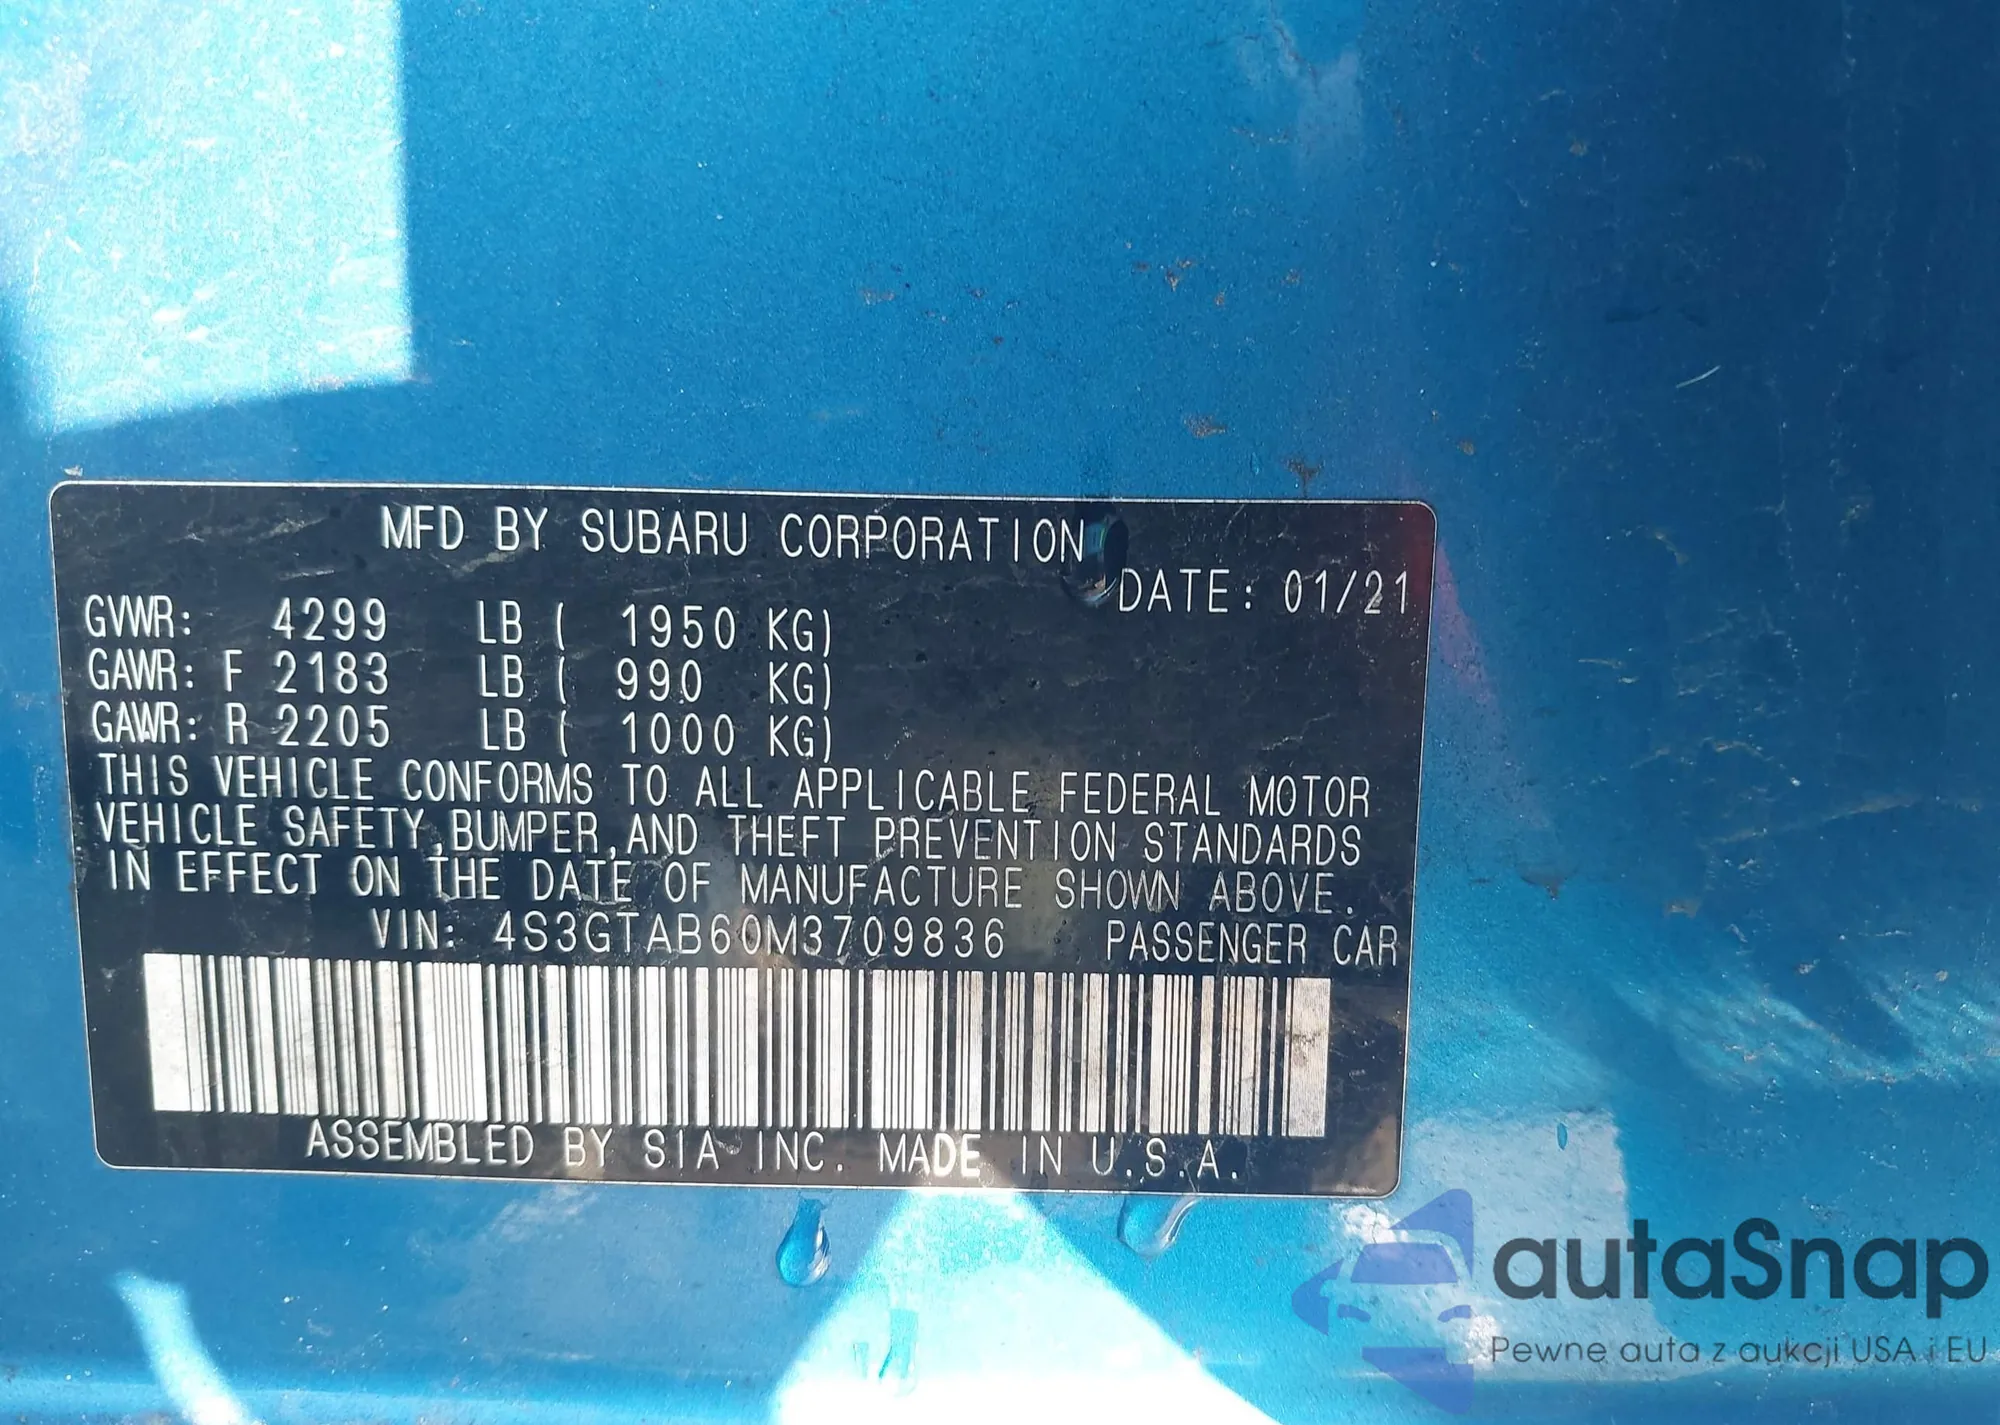 MFD BY SUBARU CORPORATION
DATE: 01/21
GVWR: 4299 LB ( 1950 KG)
GAWR: F 2183 LB ( 990 KG)
GAWR: R 2205 LB ( 1000 KG)
THIS VEHICLE CONFORMS TO ALL APPLICABLE FEDERAL MOTOR
VEHICLE SAFETY,BUMPER,AND THEFT PREVENTION STANDARDS
IN EFFECT ON THE DATE OF MANUFACTURE SHOWN ABOVE.
VIN: 4S3GTAB60M3709836 PASSENGER CAR
ASSEMBLED BY SIA INC. MADE IN U.S.A.
autaSnap
Pewne auta z aukcji USA i EU